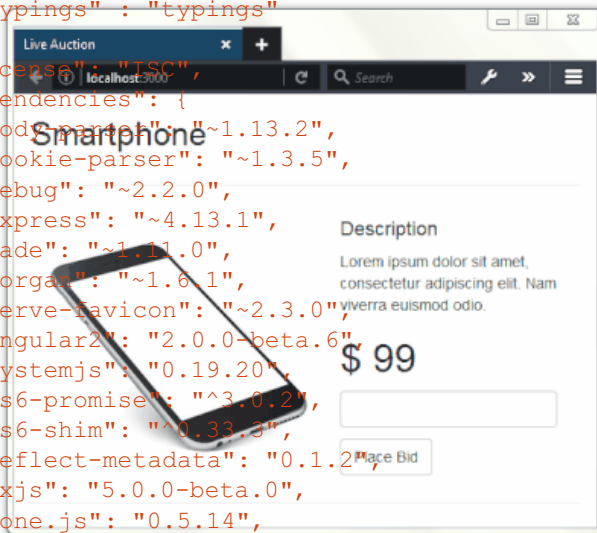 ypings" : "typings"
Live Auction
cense": "ISC",
localhost:3000
Search
endencies": {
ody-parser": "~1.13.2",
Smartphone
ookie-parser": "~1.3.5",
ebug": "~2.2.0",
xpress": "~4.13.1",
ade": "~1.11.0",
organ": "~1.6.1",
erve-favicon": "~2.3.0",
ngular2": "2.0.0-beta.6",
ystemjs": "0.19.20",
s6-promise": "^3.0.2",
s6-shim": "^0.33.3",
eflect-metadata": "0.1.2",
xjs": "5.0.0-beta.0",
one.js": "0.5.14",
Description
Lorem ipsum dolor sit amet,
consectetur adipiscing elit. Nam
viverra euismod odio.
$ 99
Place Bid